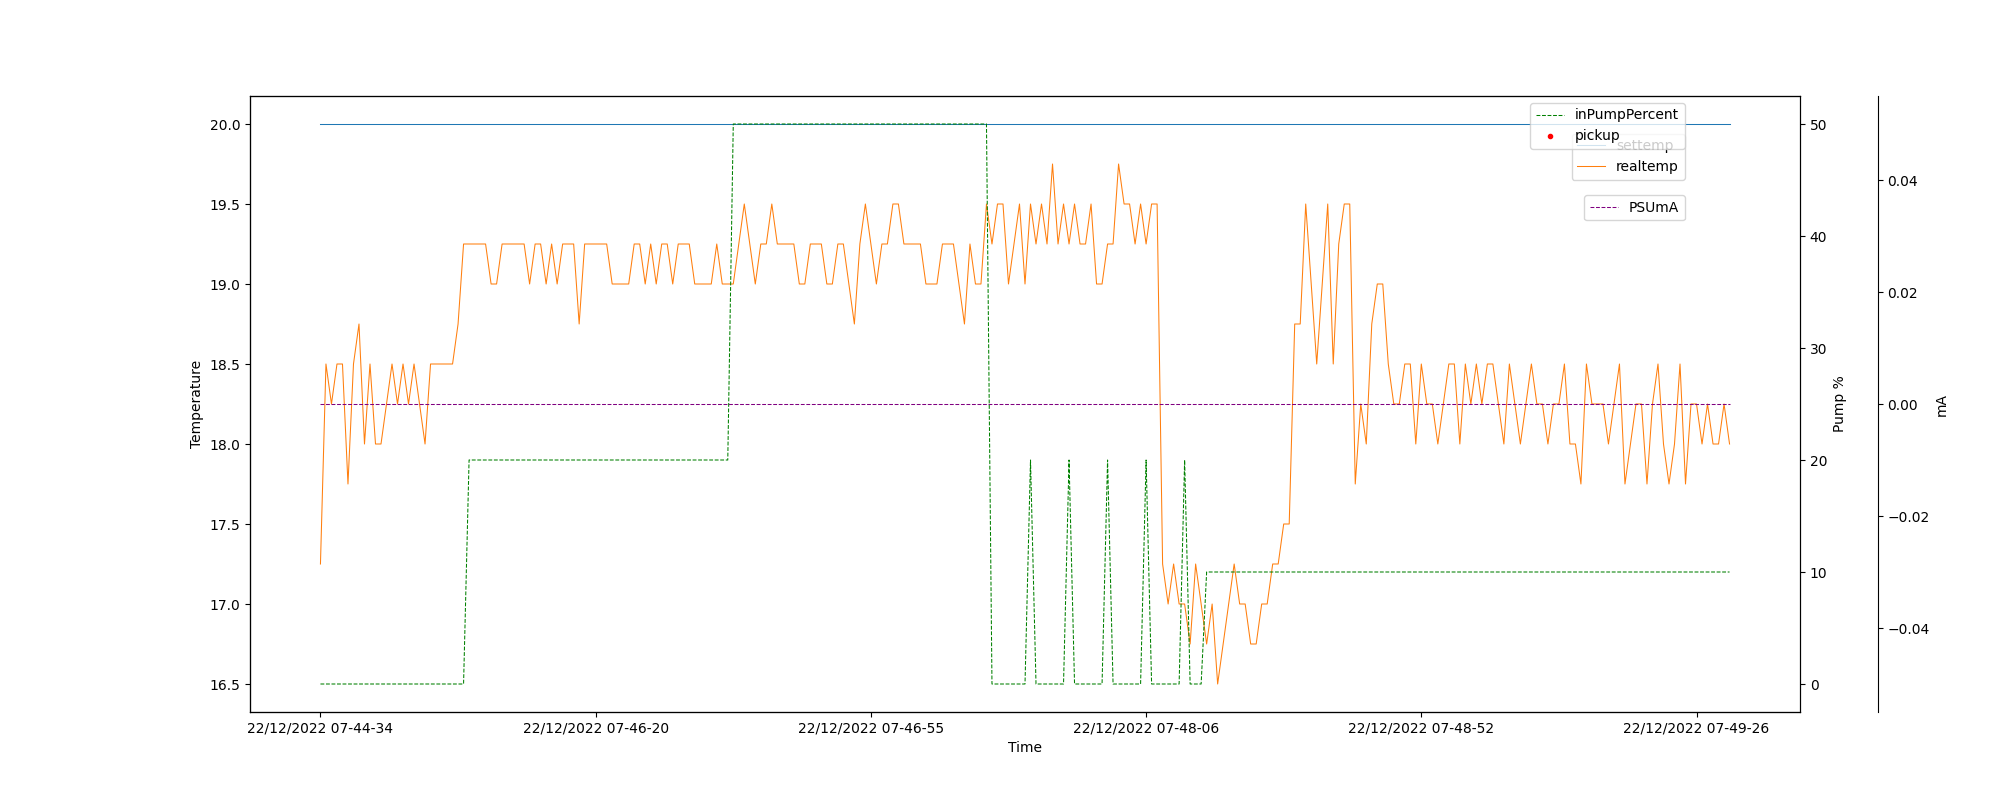 inPumpPercent
pickup
settemp
realtemp
PSUmA
20.0
19.5
19.0
18.5
18.0
17.5
17.0
16.5
Temperature
50
40
30
20
10
0
Pump %
0.04
0.02
0.00
−0.02
−0.04
mA
22/12/2022 07-44-34
22/12/2022 07-46-20
22/12/2022 07-46-55
22/12/2022 07-48-06
22/12/2022 07-48-52
22/12/2022 07-49-26
Time